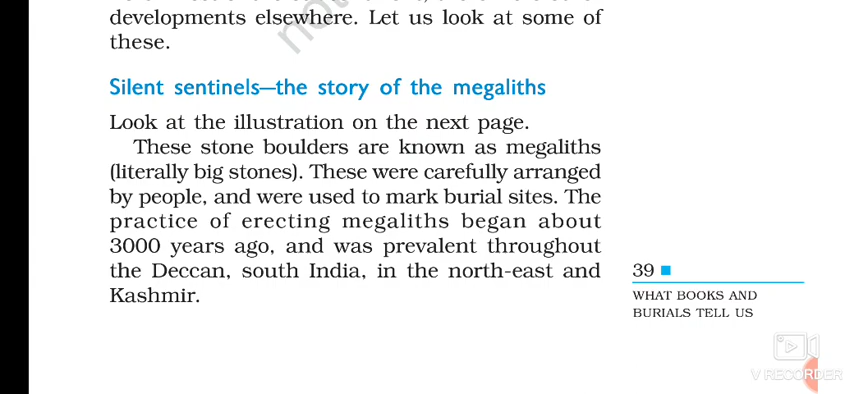 developments elsewhere. Let us look at some of
these.
not
Silent sentinels—the story of the megaliths
Look at the illustration on the next page.
These stone boulders are known as megaliths
(literally big stones). These were carefully arranged
by people, and were used to mark burial sites. The
practice of erecting megaliths began about
3000 years ago, and was prevalent throughout
the Deccan, south India, in the north-east and
Kashmir.
39
WHAT BOOKS AND
BURIALS TELL US
V RECORDER